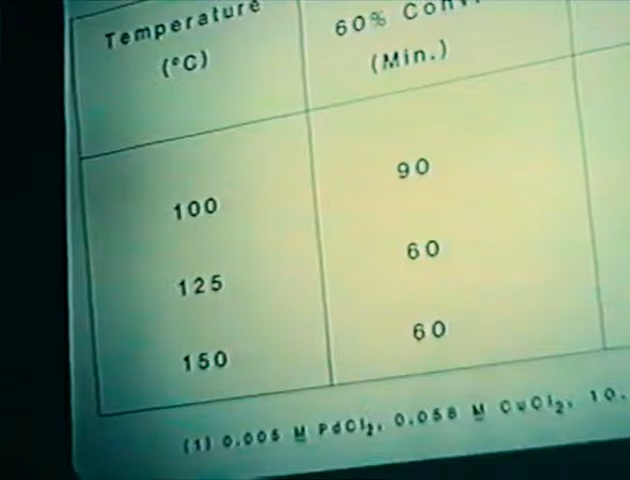 Temperature 60% Conv.
(°C) (Min.)
100 90
125 60
150 60
(1) 0.005 M PdCl₂, 0.058 M CuCl₂, 10.